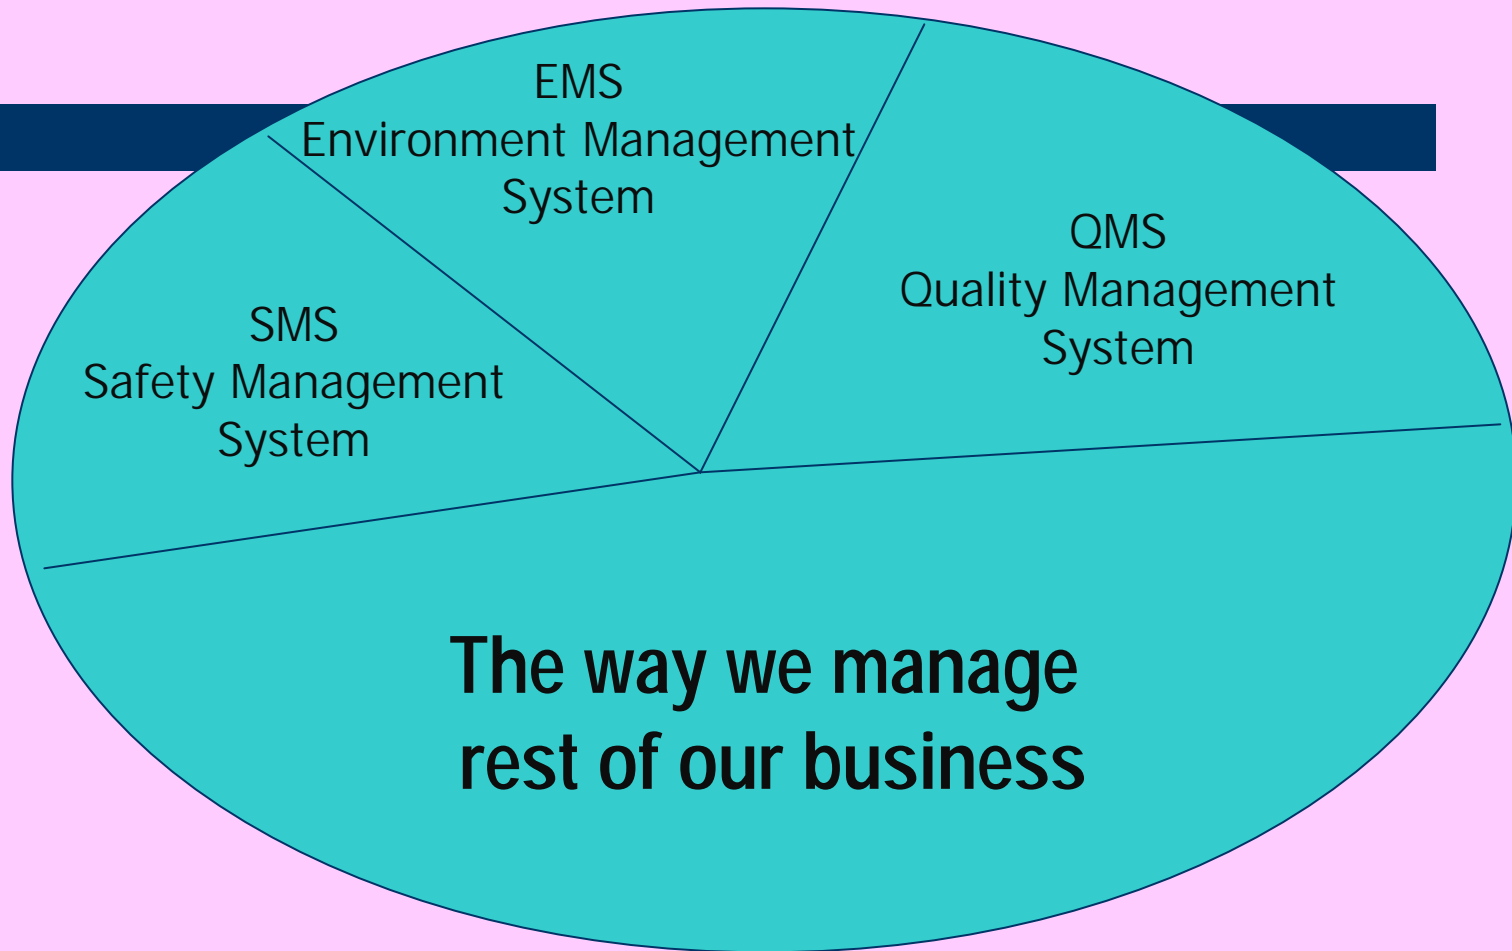 EMS
Environment Management
System
QMS
Quality Management
System
SMS
Safety Management
System
The way we manage
rest of our business